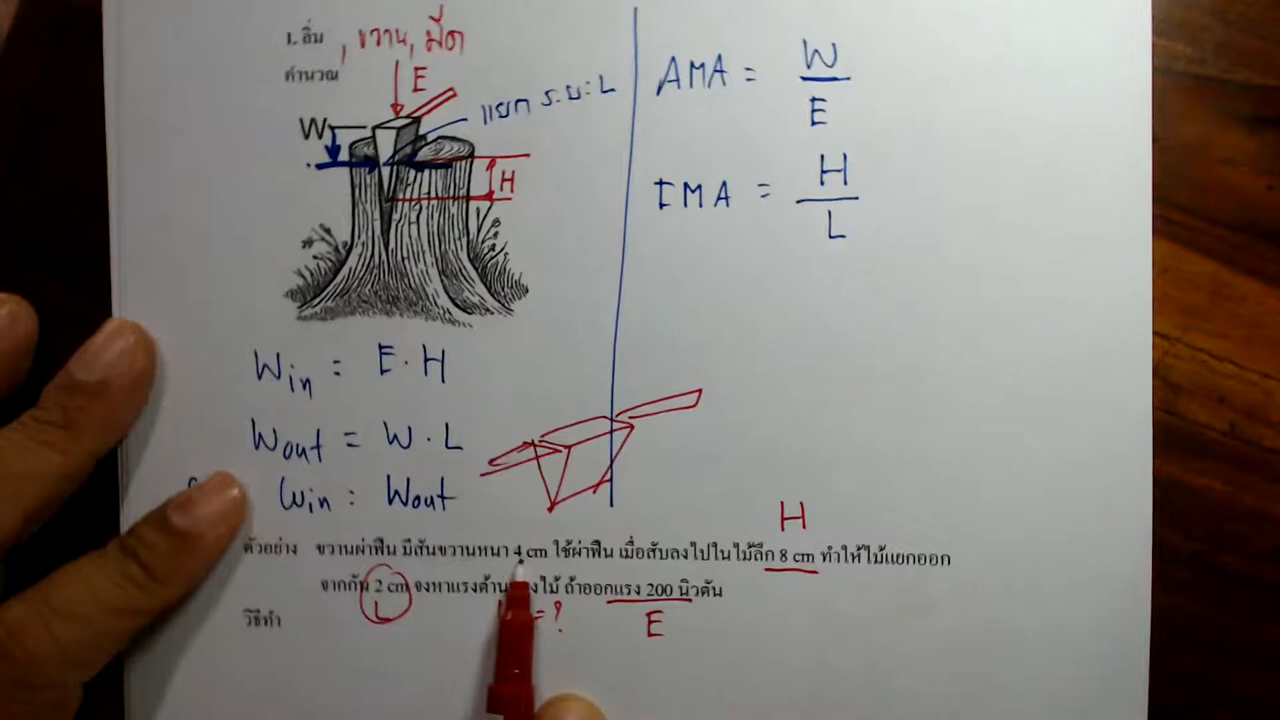 1. ลิ่ม , ขวาน, มีด
คำนวณ
E
แยก ระยะ L
W
H
AMA = W
E
IMA = H
L
Win = E · H
Wout = W · L
Win = Wout
H
ตัวอย่าง ขวานผ่าฟืน มีสันขวานหนา 4 cm ใช้ผ่าฟืน เมื่อสับลงไปในไม้ลึก 8 cm ทำให้ไม้แยกออก
จากกัน 2 cm จงหาแรงต้านของไม้ ถ้าออกแรง 200 นิวตัน
L = ? E
วิธีทำ